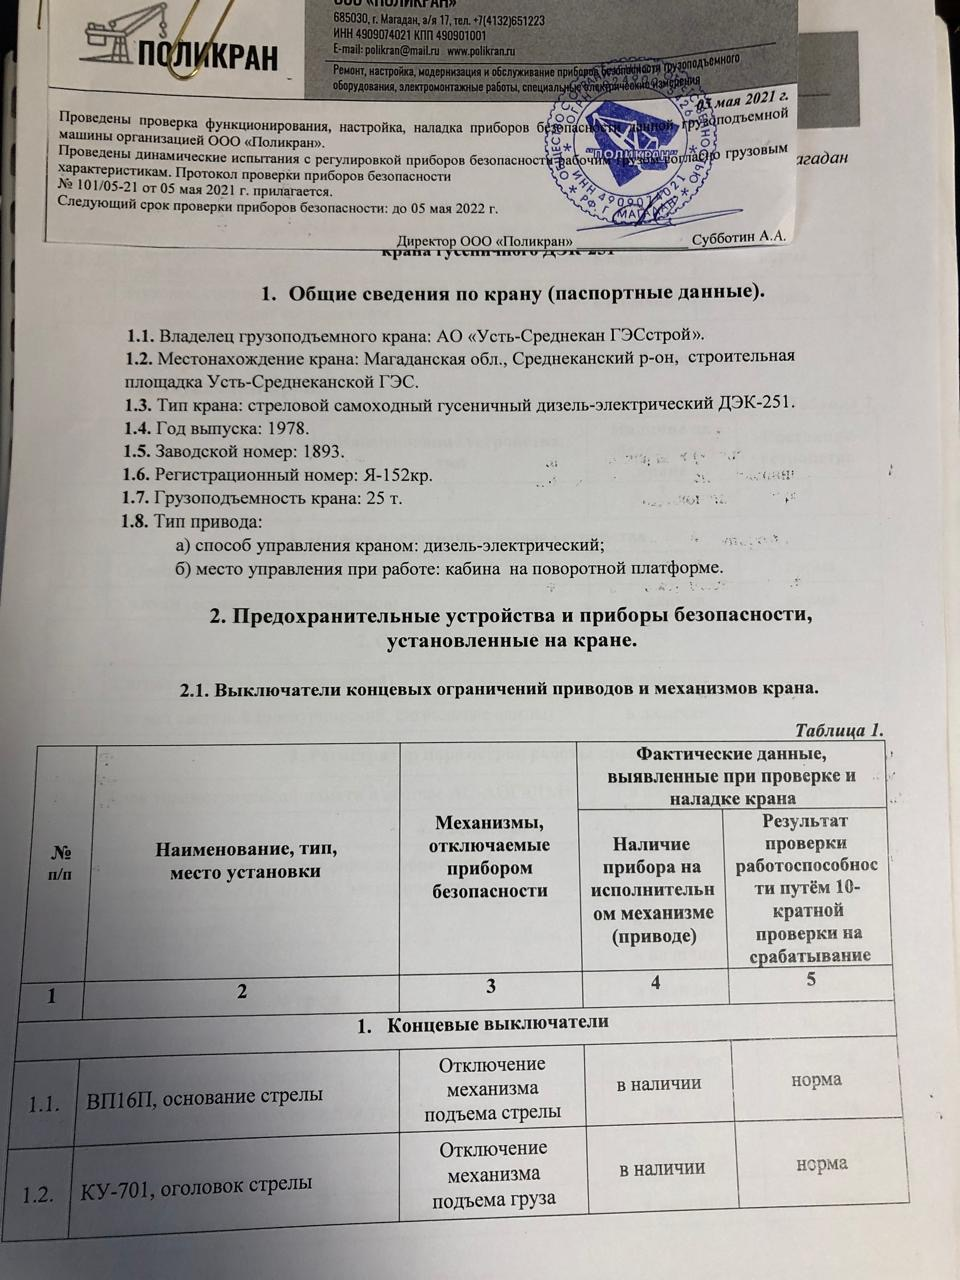 ПОЛИКРАН
ООО «ПОЛИКРАН»
685030, г. Магадан, а/я 17, тел. +7(4132)651223
ИНН 4909074021 КПП 490901001
E-mail: polikran@mail.ru www.polikran.ru
Ремонт, настройка, модернизация и обслуживание приборов безопасности грузоподъемного
оборудования, электромонтажные работы, специальные электрические измерения
05 мая 2021 г.
Проведены проверка функционирования, настройка, наладка приборов безопасности данной грузоподъемной
машины организацией ООО «Поликран».
Проведены динамические испытания с регулировкой приборов безопасности рабочим грузом согласно грузовым
характеристикам. Протокол проверки приборов безопасности
№ 101/05-21 от 05 мая 2021 г. прилагается.
Следующий срок проверки приборов безопасности: до 05 мая 2022 г.
Директор ООО «Поликран» Субботин А.А.
"ПОЛИКРАН"
ИНН 4909074021
РФ, Г. МАГАДАН
агадан
крана гусеничного ДЭК-251
1. Общие сведения по крану (паспортные данные).
1.1. Владелец грузоподъемного крана: АО «Усть-Среднекан ГЭСстрой».
1.2. Местонахождение крана: Магаданская обл., Среднеканский р-он, строительная
площадка Усть-Среднеканской ГЭС.
1.3. Тип крана: стреловой самоходный гусеничный дизель-электрический ДЭК-251.
1.4. Год выпуска: 1978.
1.5. Заводской номер: 1893.
1.6. Регистрационный номер: Я-152кр.
1.7. Грузоподъемность крана: 25 т.
1.8. Тип привода:
а) способ управления краном: дизель-электрический;
б) место управления при работе: кабина на поворотной платформе.
2. Предохранительные устройства и приборы безопасности,
установленные на кране.
2.1. Выключатели концевых ограничений приводов и механизмов крана.
Таблица 1.
№
п/п
Наименование, тип,
место установки
Механизмы,
отключаемые
прибором
безопасности
Фактические данные,
выявленные при проверке и
наладке крана
Наличие
прибора на
исполнительн
ом механизме
(приводе)
Результат
проверки
работоспособнос
ти путём 10-
кратной
проверки на
срабатывание
1 2 3 4 5
1. Концевые выключатели
1.1. ВП16П, основание стрелы
Отключение
механизма
подъема стрелы
в наличии
норма
1.2. КУ-701, оголовок стрелы
Отключение
механизма
подъема груза
в наличии
норма